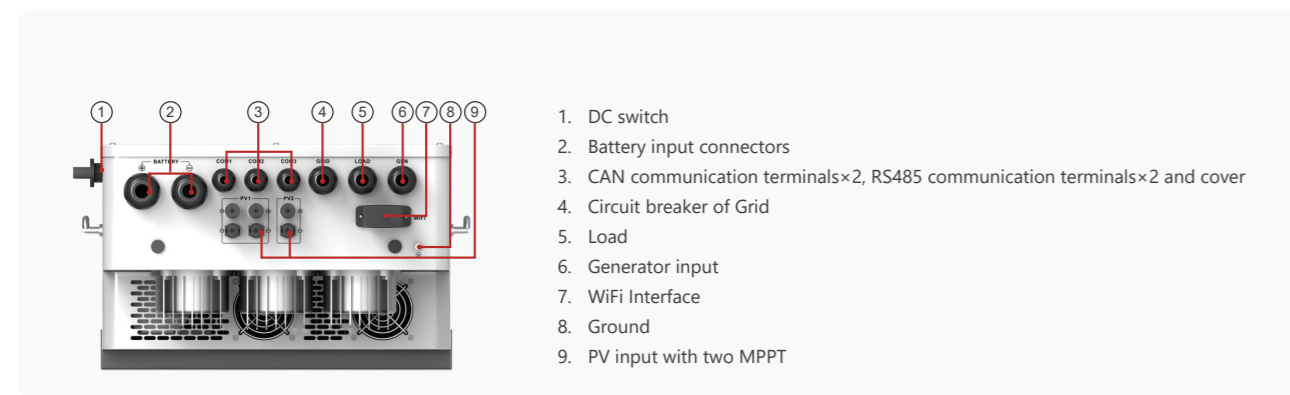 1 2 3 4 5 6 7 8 9
BATTERY COM1 COM2 COM3 GRID LOAD GEN
PV1 PV2
WIFI
1. DC switch
2. Battery input connectors
3. CAN communication terminals×2, RS485 communication terminals×2 and cover
4. Circuit breaker of Grid
5. Load
6. Generator input
7. WiFi Interface
8. Ground
9. PV input with two MPPT